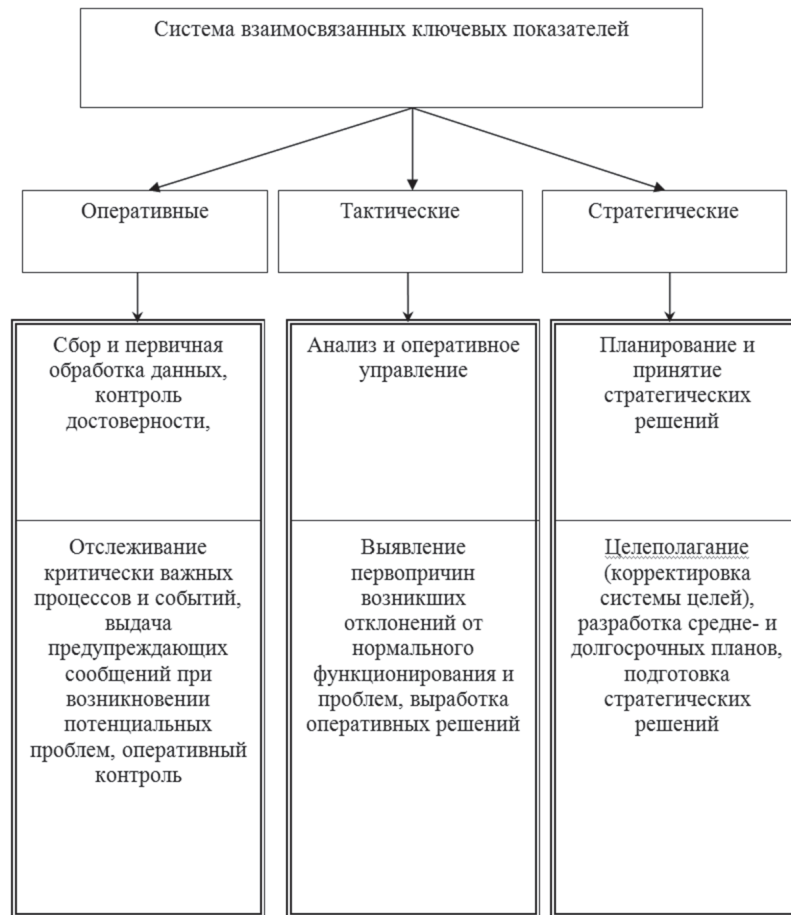 Система взаимосвязанных ключевых показателей
Оперативные
Тактические
Стратегические
Сбор и первичная
обработка данных,
контроль
достоверности,
Анализ и оперативное
управление
Планирование и
принятие
стратегических
решений
Отслеживание
критически важных
процессов и событий,
выдача
предупреждающих
сообщений при
возникновении
потенциальных
проблем, оперативный
контроль
Выявление
первопричин
возникших
отклонений от
нормального
функционирования и
проблем, выработка
оперативных решений
Целеполагание
(корректировка
системы целей),
разработка средне- и
долгосрочных планов,
подготовка
стратегических
решений